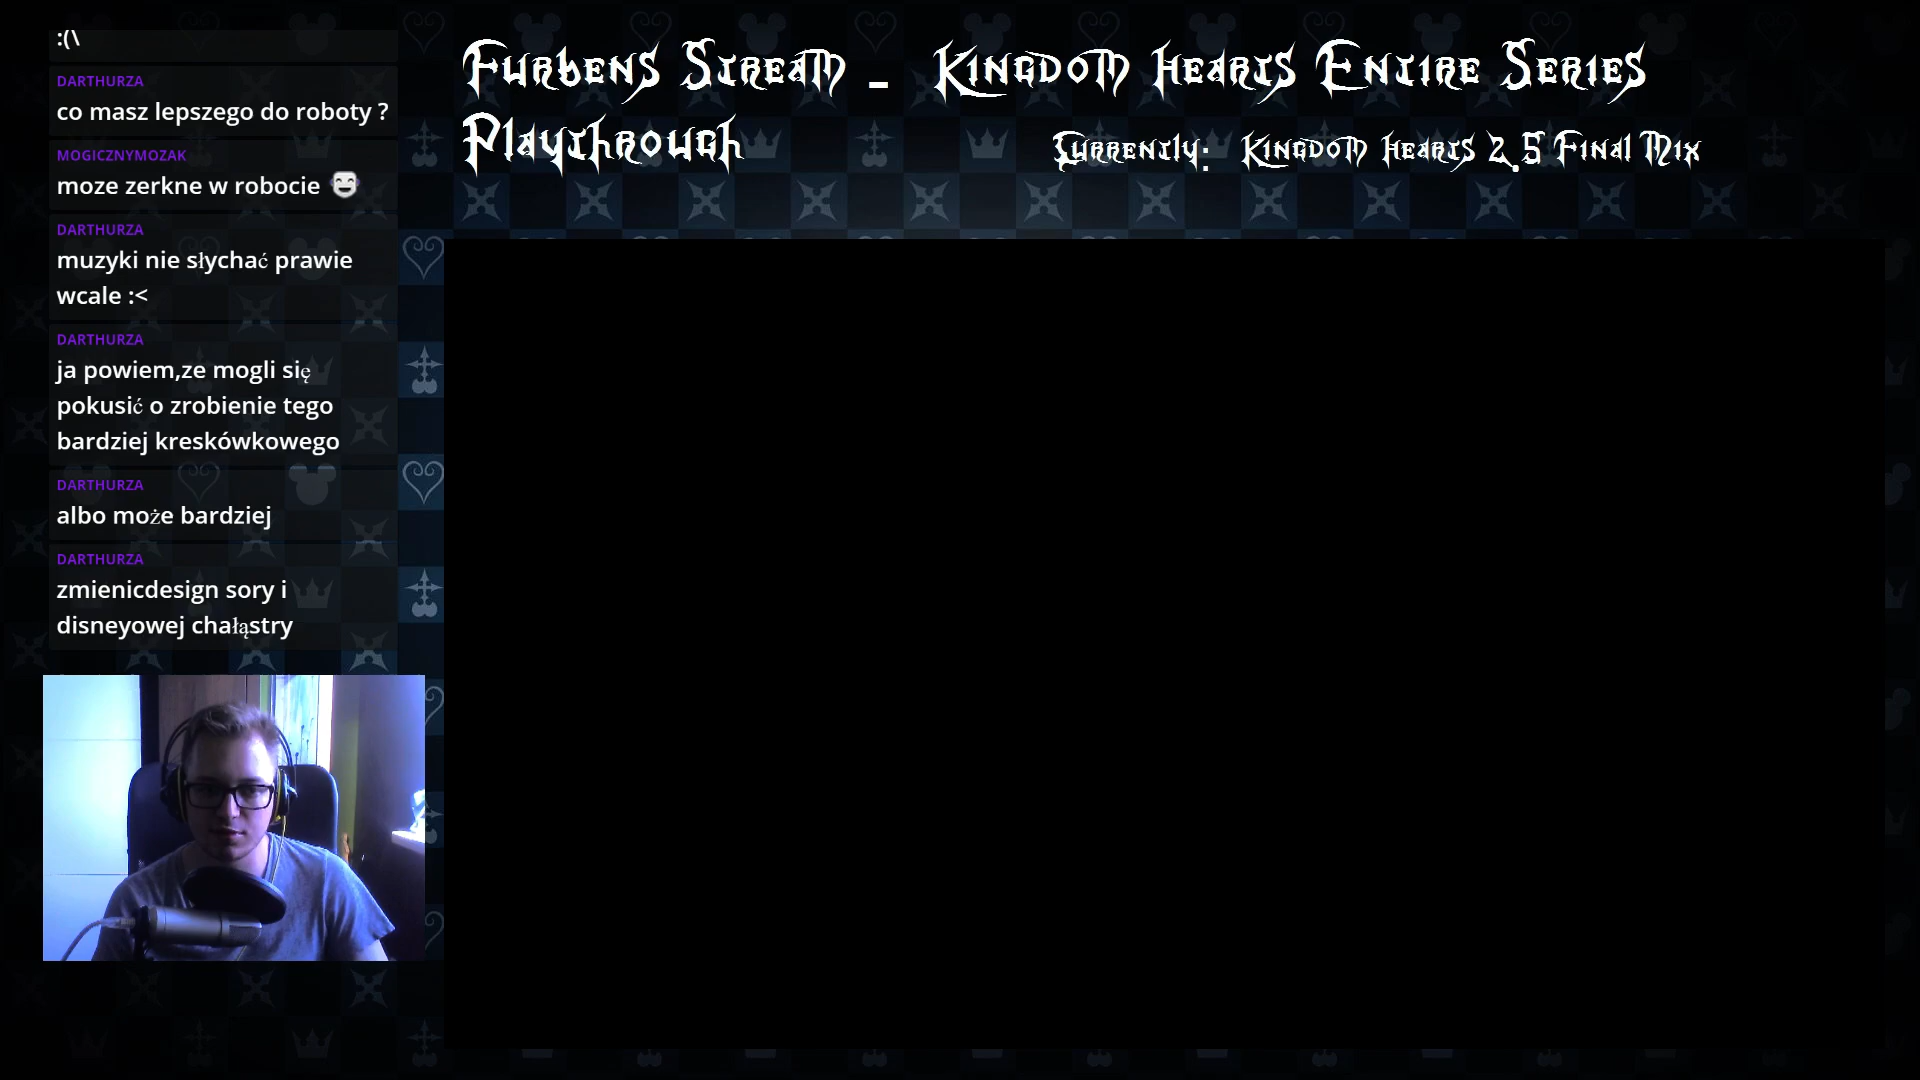 :(\
DARTHURZA
co masz lepszego do roboty ?
MOGICZNYMOZAK
moze zerkne w robocie
DARTHURZA
muzyki nie słychać prawie
wcale :<
DARTHURZA
ja powiem,ze mogli się
pokusić o zrobienie tego
bardziej kreskówkowego
DARTHURZA
albo może bardziej
DARTHURZA
zmienicdesign sory i
disneyowej chałąstry
Furbens Stream - Kingdom Hearts Entire Series
Playthrough
Currently: Kingdom Hearts 2.5 Final Mix